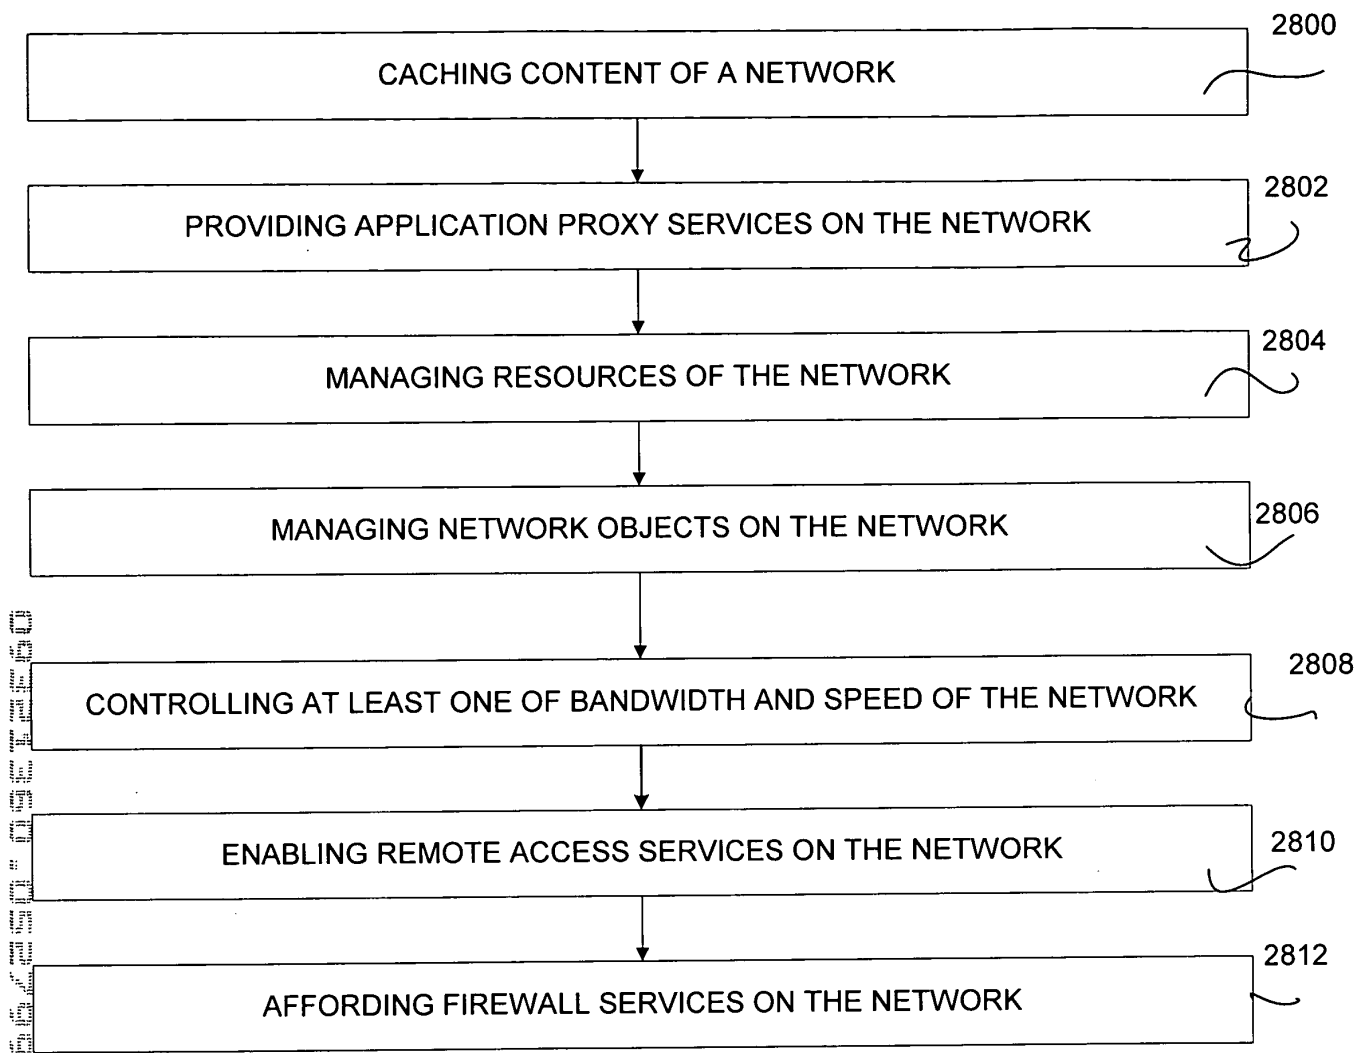 2800
CACHING CONTENT OF A NETWORK
2802
PROVIDING APPLICATION PROXY SERVICES ON THE NETWORK
2804
MANAGING RESOURCES OF THE NETWORK
2806
MANAGING NETWORK OBJECTS ON THE NETWORK
2808
CONTROLLING AT LEAST ONE OF BANDWIDTH AND SPEED OF THE NETWORK
2810
ENABLING REMOTE ACCESS SERVICES ON THE NETWORK
2812
AFFORDING FIREWALL SERVICES ON THE NETWORK